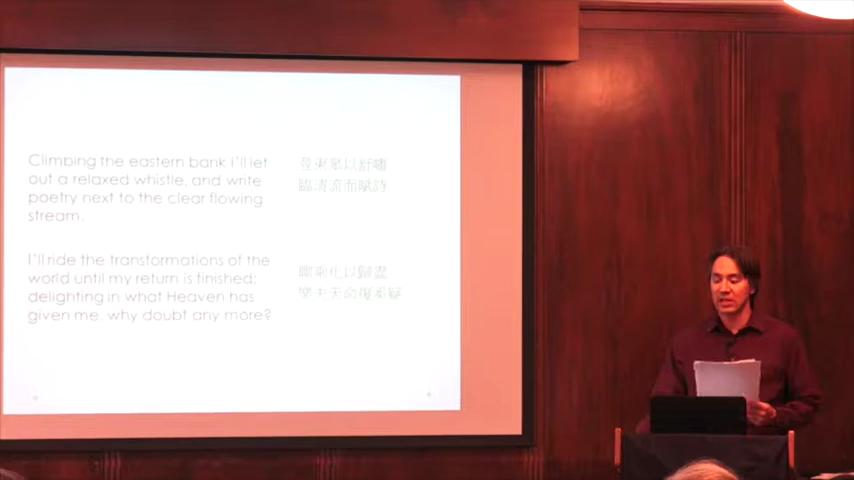 Climbing the eastern bank I'll let
out a relaxed whistle, and write
poetry next to the clear flowing
stream.
登東皐以舒嘯
臨清流而賦詩
I'll ride the transformations of the
world until my return is finished;
delighting in what Heaven has
given me, why doubt any more?
聊乘化以歸盡
樂夫天命復奚疑